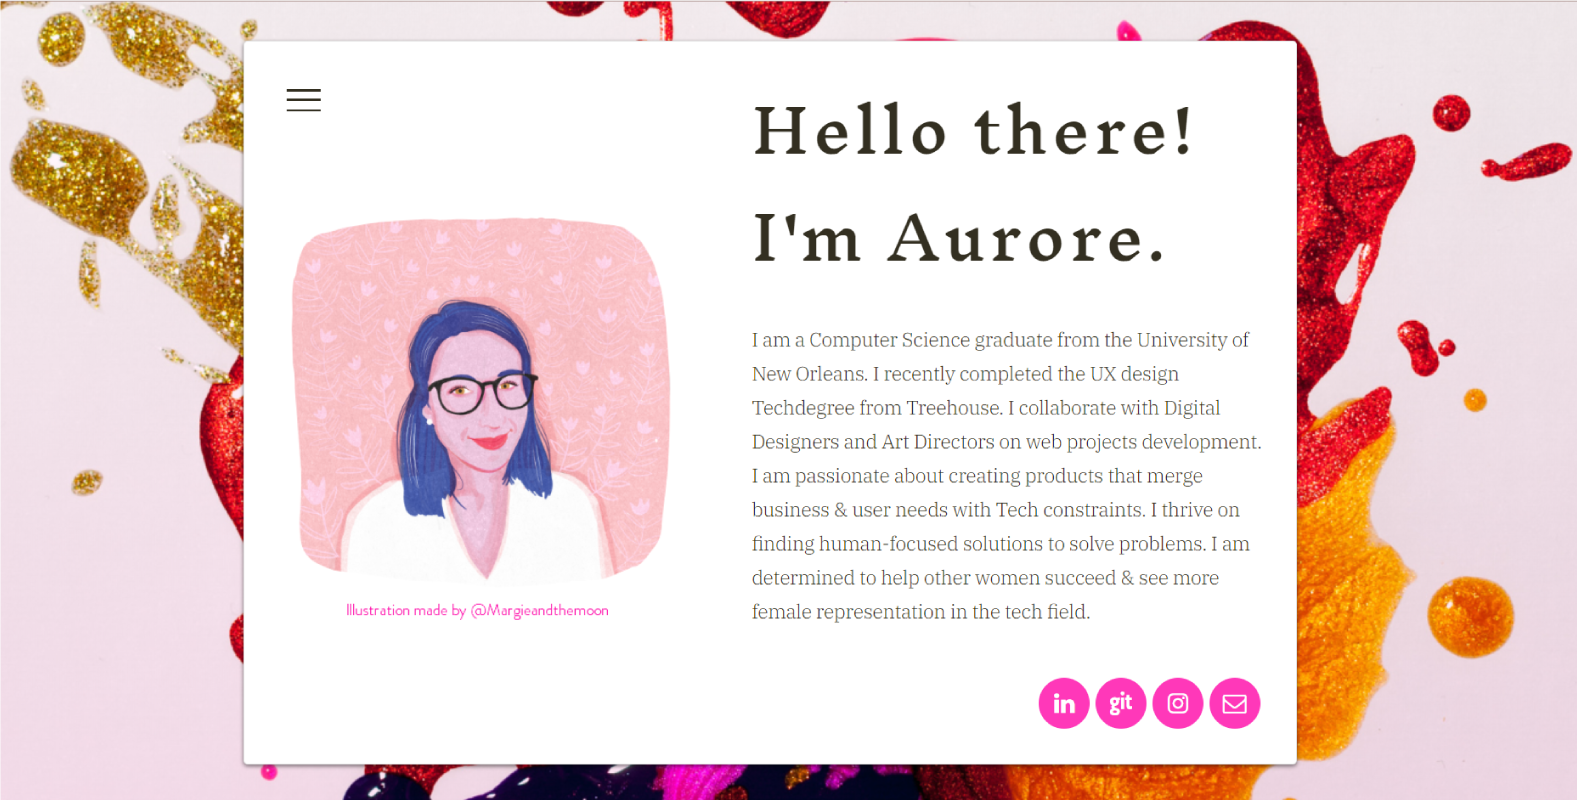 Hello there!
I'm Aurore.
I am a Computer Science graduate from the University of
New Orleans. I recently completed the UX design
Techdegree from Treehouse. I collaborate with Digital
Designers and Art Directors on web projects development.
I am passionate about creating products that merge
business & user needs with Tech constraints. I thrive on
finding human-focused solutions to solve problems. I am
determined to help other women succeed & see more
female representation in the tech field.
Illustration made by @Margieandthemoon
in
git